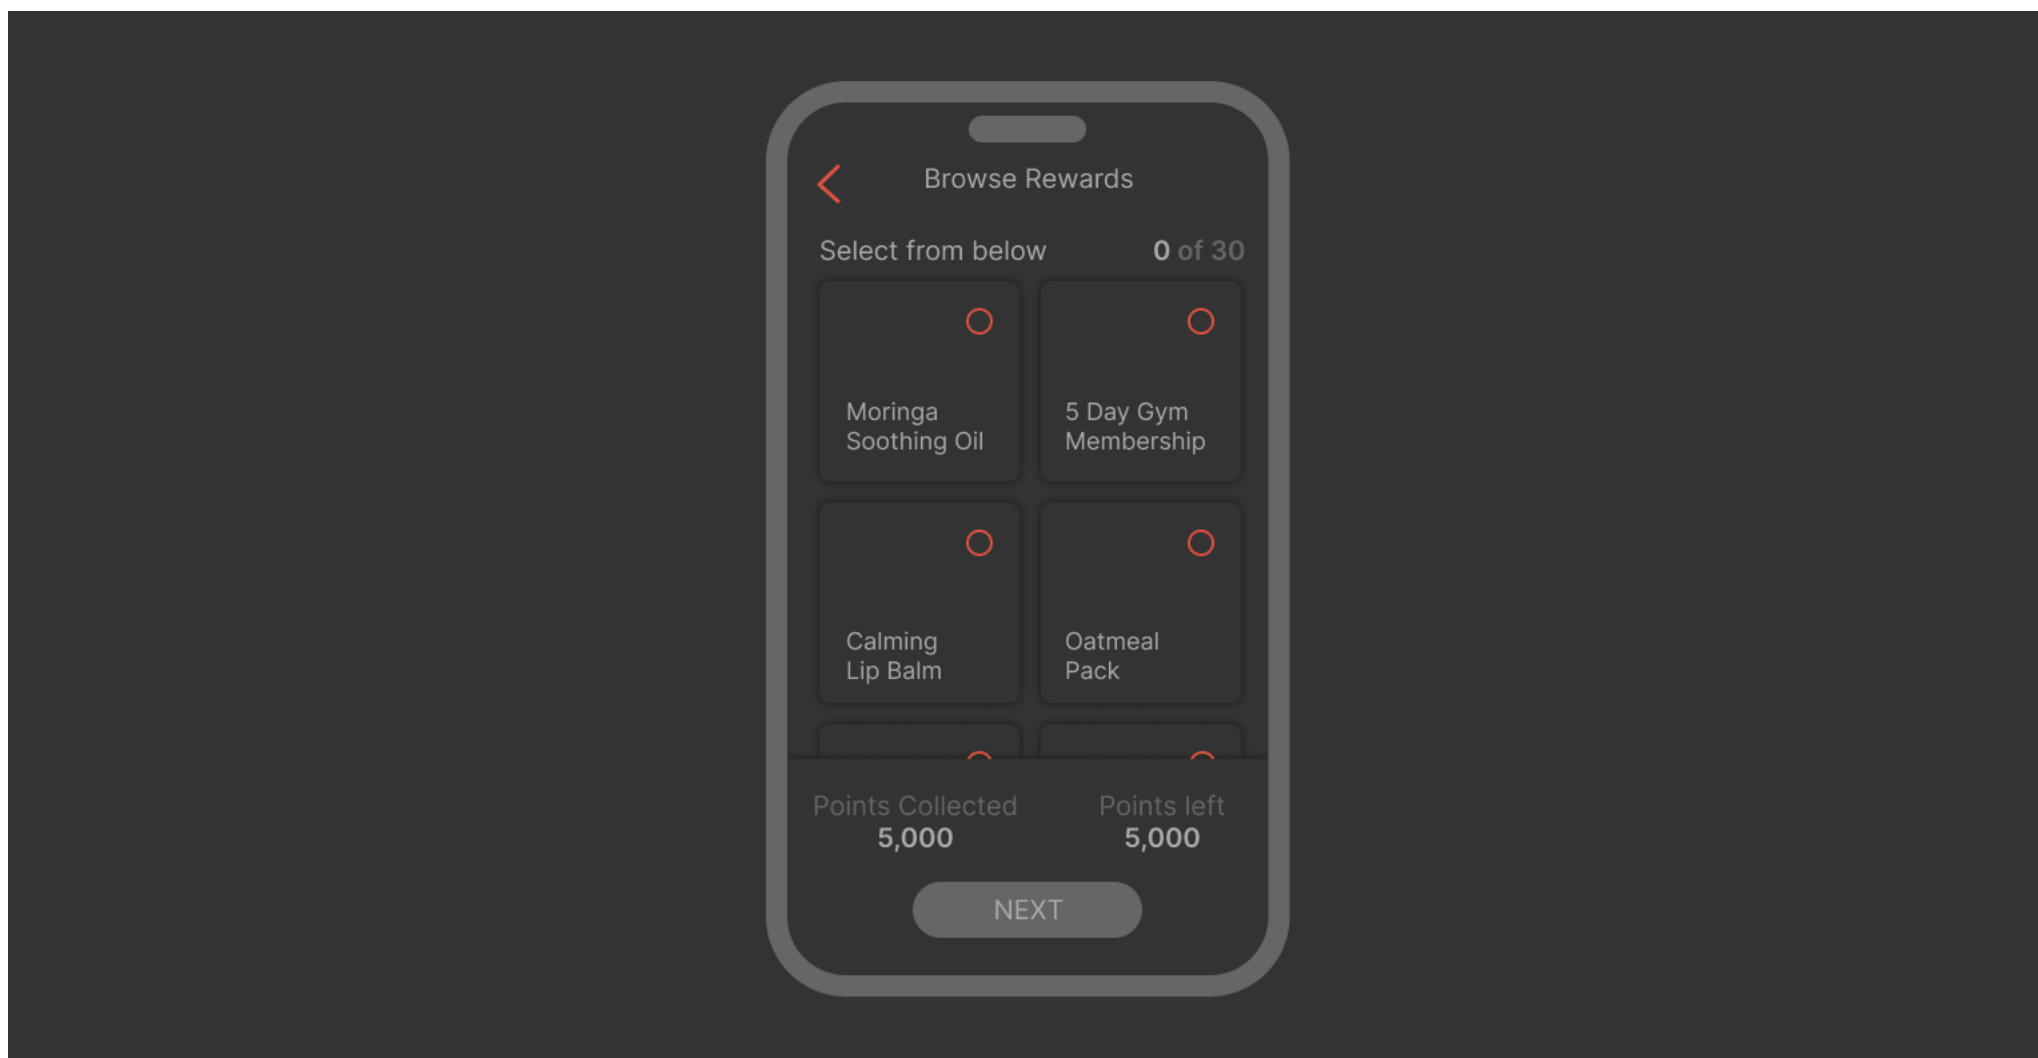 Browse Rewards
Select from below
0 of 30
Moringa
Soothing Oil
5 Day Gym
Membership
Calming
Lip Balm
Oatmeal
Pack
Points Collected
5,000
Points left
5,000
NEXT